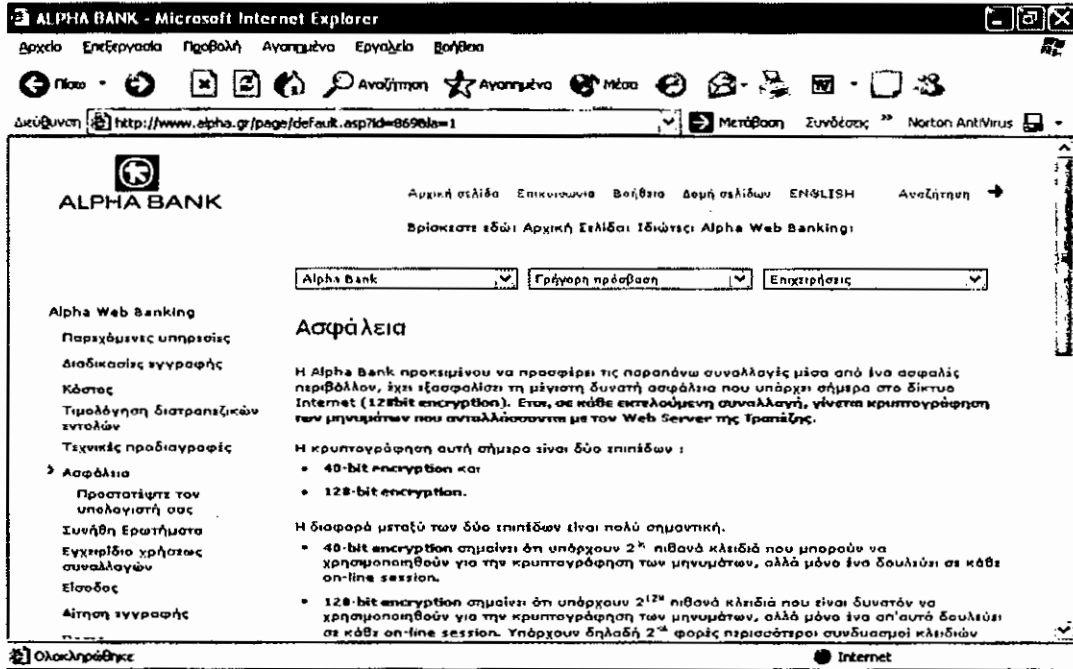 ALPHA BANK - Microsoft Internet Explorer
Αρχείο Επεξεργασία Προβολή Αγαπημένα Εργαλεία Βοήθεια
Πίσω Αναζήτηση Αγαπημένα Μέσα
Διεύθυνση http://www.alpha.gr/page/default.asp?id=869&la=1 Μετάβαση Συνδέσεις » Norton AntiVirus
ALPHA BANK
Αρχική σελίδα Επικοινωνία Βοήθεια Δομή σελίδων ENGLISH Αναζήτηση
Βρίσκεστε εδώ: Αρχική Σελίδα: Ιδιώτες: Alpha Web Banking:
Alpha Bank Γρήγορη πρόσβαση Επιχειρήσεις
Alpha Web Banking
Παρεχόμενες υπηρεσίες
Διαδικασίες εγγραφής
Κόστος
Τιμολόγηση διατραπεζικών
εντολών
Τεχνικές προδιαγραφές
Ασφάλεια
Προστατέψτε τον
υπολογιστή σας
Συνήθη Ερωτήματα
Εγχειρίδιο χρήσεως
συναλλαγών
Είσοδος
Αίτηση εγγραφής
Ασφάλεια
Η Alpha Bank προκειμένου να προσφέρει τις παραπάνω συναλλαγές μέσα από ένα ασφαλές
περιβάλλον, έχει εξασφαλίσει τη μέγιστη δυνατή ασφάλεια που υπάρχει σήμερα στο δίκτυο
Internet (128bit encryption). Έτσι, σε κάθε εκτελούμενη συναλλαγή, γίνεται κρυπτογράφηση
των μηνυμάτων που ανταλλάσσονται με τον Web Server της Τραπέζης.
Η κρυπτογράφηση αυτή σήμερα είναι δύο επιπέδων :
• 40-bit encryption και
• 128-bit encryption.
Η διαφορά μεταξύ των δύο επιπέδων είναι πολύ σημαντική.
• 40-bit encryption σημαίνει ότι υπάρχουν πιθανά κλειδιά που μπορούν να
χρησιμοποιηθούν για την κρυπτογράφηση των μηνυμάτων, αλλά μόνο ένα δουλεύει σε κάθε
on-line session.
• 128-bit encryption σημαίνει ότι υπάρχουν 2¹²⁸ πιθανά κλειδιά που είναι δυνατόν να
χρησιμοποιηθούν για την κρυπτογράφηση των μηνυμάτων, αλλά μόνο ένα απ'αυτά δουλεύει
σε κάθε on-line session. Υπάρχουν δηλαδή φορές περισσότεροι συνδυασμοί κλειδιών
Ολοκληρώθηκε Internet